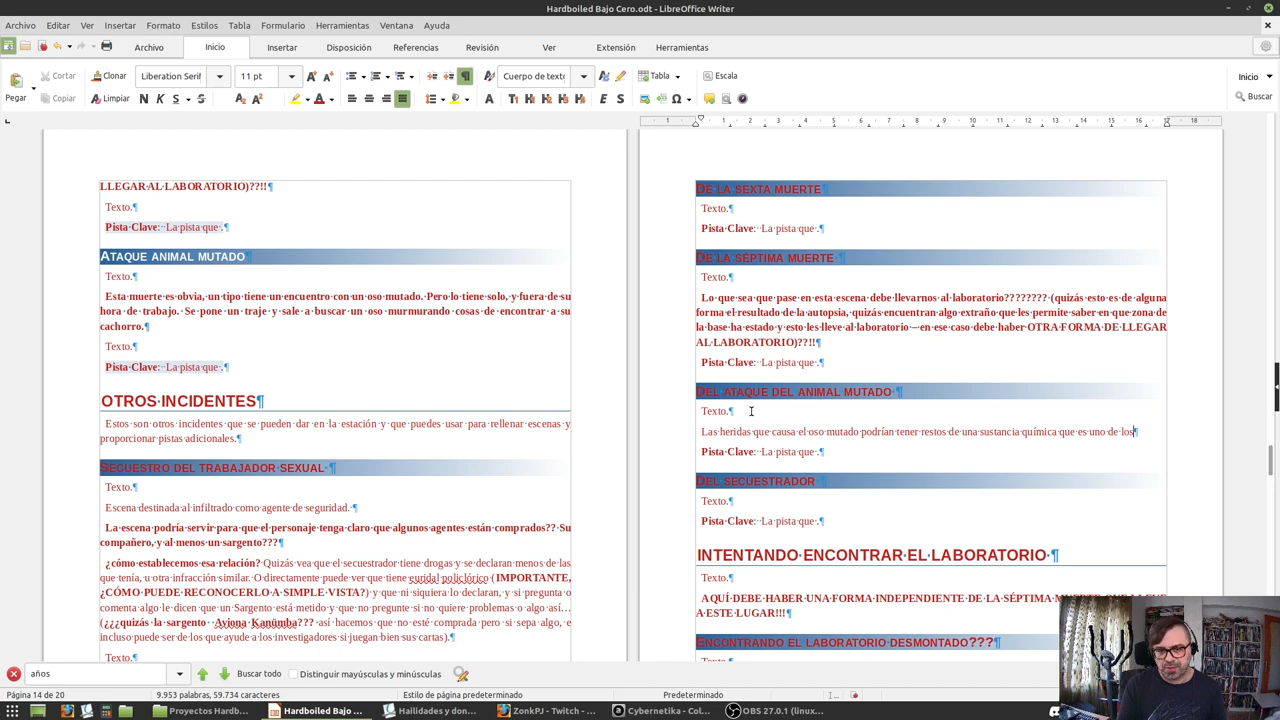 Hardboiled Bajo Cero.odt - LibreOffice Writer
Archivo Editar Ver Insertar Formato Estilos Tabla Formulario Herramientas Ventana Ayuda
Archivo Inicio Insertar Disposición Referencias Revisión Ver Extensión Herramientas
Cortar Clonar Liberation Serif 11 pt Cuerpo de texto Tabla Escala Inicio
Pegar Copiar Limpiar Buscar
LLEGAR·AL·LABORATORIO)??!!¶
Texto.¶
Pista·Clave:··La·pista·que·.¶
Ataque animal mutado¶
Texto.¶
Esta·muerte·es·obvia,·un·tipo·tiene·un·encuentro·con·un·oso·mutado.·Pero·lo·tiene·solo,·y·fuera·de·su·
hora·de·trabajo.·Se·pone·un·traje·y·sale·a·buscar·un·oso·murmurando·cosas·de·encontrar·a·su·
cachorro.¶
Texto.¶
Pista·Clave:··La·pista·que·.¶
OTROS·INCIDENTES¶
Estos·son·otros·incidentes·que·se·pueden·dar·en·la·estación·y·que·puedes·usar·para·rellenar·escenas·y·
proporcionar·pistas·adicionales.¶
Secuestro del trabajador sexual·¶
Texto.¶
Escena·destinada·al·infiltrado·como·agente·de·seguridad.·¶
La·escena·podría·servir·para·que·el·personaje·tenga·claro·que·algunos·agentes·están·comprados??·Su·
compañero,·y·al·menos·un·sargento???¶
¿cómo·establecemos·esa·relación?·Quizás·vea·que·el·secuestrador·tiene·drogas·y·se·declaran·menos·de·las·
que·tenía,·u·otra·infracción·similar.·O·directamente·puede·ver·que·tiene·euridal·policlórico·(IMPORTANTE,·
¿CÓMO·PUEDE·RECONOCERLO·A·SIMPLE·VISTA?)·y·que·ni·siquiera·lo·declaran,·y·si·pregunta·o·
comenta·algo·le·dicen·que·un·Sargento·está·metido·y·que·no·pregunte·si·no·quiere·problemas·o·algo·así…·
(¿¿¿quizás·la·sargento··Aviona·Kanümba???·así·hacemos·que·no·esté·comprada·pero·si·sepa·algo,·e·
incluso·puede·ser·de·los·que·ayude·a·los·investigadores·si·juegan·bien·sus·cartas).¶
Texto.¶
De la sexta muerte¶
Texto.¶
Pista·Clave:··La·pista·que·.¶
De la séptima muerte·¶
Texto.¶
Lo·que·sea·que·pase·en·esta·escena·debe·llevarnos·al·laboratorio????????·(quizás·esto·es·de·alguna·
forma·el·resultado·de·la·autopsia,·quizás·encuentran·algo·extraño·que·les·permite·saber·en·que·zona·de·
la·base·ha·estado·y·esto·les·lleve·al·laboratorio·–·en·ese·caso·debe·haber·OTRA·FORMA·DE·LLEGAR·
AL·LABORATORIO)??!!¶
Pista·Clave:··La·pista·que·.¶
Del ataque del animal mutado·¶
Texto.¶
Las·heridas·que·causa·el·oso·mutado·podrían·tener·restos·de·una·sustancia·química·que·es·uno·de·los¶
Pista·Clave:··La·pista·que·.¶
Del secuestrador·¶
Texto.¶
Pista·Clave:··La·pista·que·.¶
INTENTANDO·ENCONTRAR·EL·LABORATORIO·¶
Texto.¶
AQUÍ·DEBE·HABER·UNA·FORMA·INDEPENDIENTE·DE·LA·SÉPTIMA·
A·ESTE·LUGAR!!!¶
Encontrando el laboratorio desmontado???¶
años Buscar todo Distinguir mayúsculas y minúsculas
Página 14 de 20 9.953 palabras, 59.734 caracteres Estilo de página predeterminado Predeterminado
Proyectos Hardb... Hardboiled Bajo ... Hailidades y don... ZonkPJ - Twitch - ... Cybernetika - Co... OBS 27.0.1 (linux...